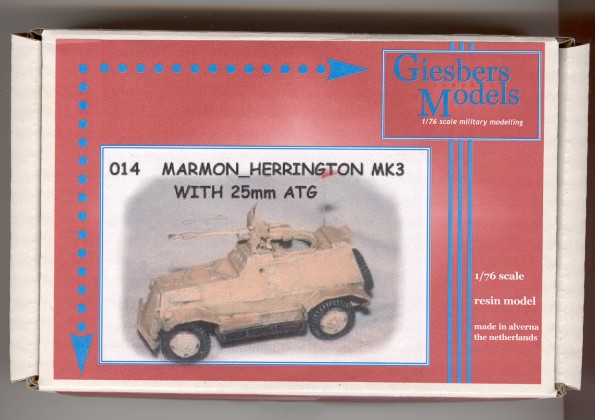 Giesbers
Models
1/76 scale military modelling
014 MARMON_HERRINGTON MK3
WITH 25mm ATG
1/76 scale
resin model
made in alverna
the netherlands